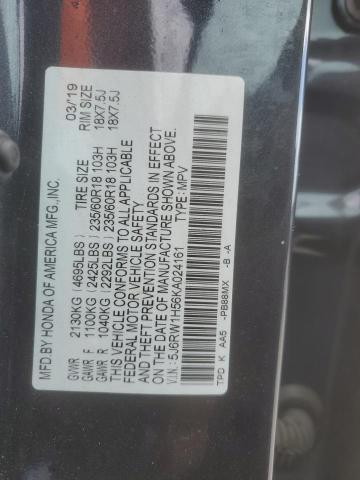 MFD.BY HONDA OF AMERICA MFG.,INC. 03/19
GVWR 2130KG (4695LBS) TIRE SIZE RIM SIZE
GAWR F 1100KG (2425LBS) 235/60R18 103H 18X7.5J
GAWR R 1040KG (2292LBS) 235/60R18 103H 18X7.5J
THIS VEHICLE CONFORMS TO ALL APPLICABLE
FEDERAL MOTOR VEHICLE SAFETY
AND THEFT PREVENTION STANDARDS IN EFFECT
ON THE DATE OF MANUFACTURE SHOWN ABOVE.
V.I.N.: 5J6RW1H56KA024161 TYPE:MPV
TPD K AA5 -PB88MX -B -A